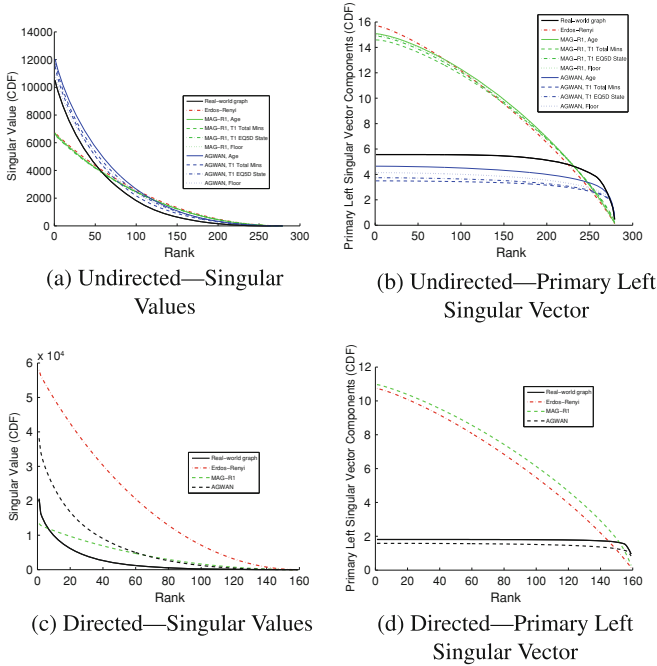 Singular Value (CDF)
14000
12000
10000
8000
6000
4000
2000
0
0 50 100 150 200 250 300
Rank
Real-world graph
Erdos-Renyi
MAG-R1, Age
MAG-R1, T1 Total Mins
MAG-R1, T1 EQ5D State
MAG-R1, Floor
AGWAN, Age
AGWAN, T1 Total Mins
AGWAN, T1 EQ5D State
AGWAN, Floor
(a) Undirected—Singular
Values
Primary Left Singular Vector Components (CDF)
16
14
12
10
8
6
4
2
0
0 50 100 150 200 250 300
Rank
Real-world graph
Erdos-Renyi
MAG-R1, Age
MAG-R1, T1 Total Mins
MAG-R1, T1 EQ5D State
MAG-R1, Floor
AGWAN, Age
AGWAN, T1 Total Mins
AGWAN, T1 EQ5D State
AGWAN, Floor
(b) Undirected—Primary Left
Singular Vector
Singular Value (CDF)
x 10^4
6
5
4
3
2
1
0
0 20 40 60 80 100 120 140 160
Rank
Real-world graph
Erdos-Renyi
MAG-R1
AGWAN
(c) Directed—Singular Values
Primary Left Singular Vector Components (CDF)
12
10
8
6
4
2
0
0 20 40 60 80 100 120 140 160
Rank
Real-world graph
Erdos-Renyi
MAG-R1
AGWAN
(d) Directed—Primary Left
Singular Vector